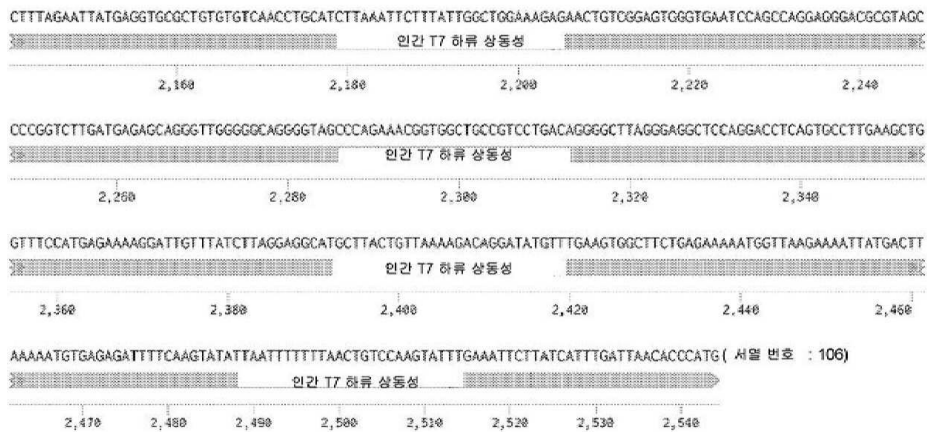 CTTTAGAATTATGAGGTGCGCTGTGTGTCAACCTGCATCTTAAATTCTTTATTGGCTGGAAAGAGAACTGTCGGAGTGGGTGAATCCAGCCAGGAGGGACGCGTAGC
인간 T7 하류 상동성
2,160 2,180 2,200 2,220 2,240
CCCGGTCTTGATGAGAGCAGGGTTGGGGGCAGGGGTAGCCCAGAAACGGTGGCTGCCGTCCTGACAGGGGCTTAGGGAGGCTCCAGGACCTCAGTGCCTTGAAGCTG
인간 T7 하류 상동성
2,260 2,280 2,300 2,320 2,340
GTTTCCATGAGAAAAGGATTGTTTATCTTAGGAGGCATGCTTACTGTTAAAAGACAGGATATGTTTGAAGTGGCTTCTGAGAAAAATGGTTAAGAAAATTATGACTT
인간 T7 하류 상동성
2,360 2,380 2,400 2,420 2,440 2,460
AAAAATGTGAGAGATTTTCAAGTATATTAATTTTTTTAACTGTCCAAGTATTTGAAATTCTTATCATTTGATTAACACCCATG ( 서열 번호 : 106)
인간 T7 하류 상동성
2,470 2,480 2,490 2,500 2,510 2,520 2,530 2,540